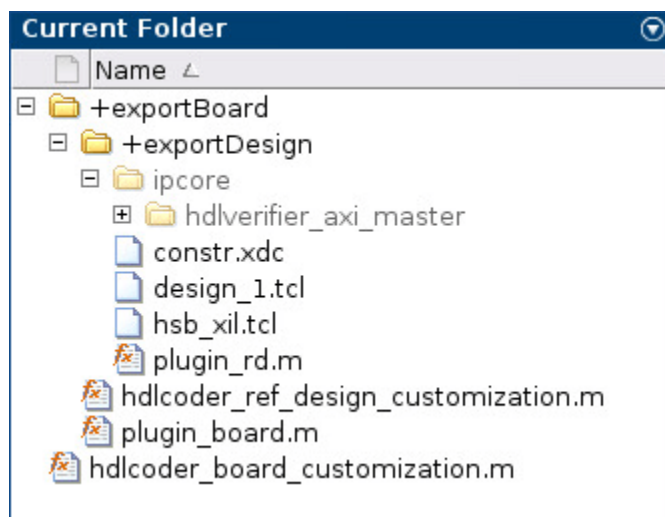 Current Folder
Name
+exportBoard
+exportDesign
ipcore
hdlverifier_axi_master
constr.xdc
design_1.tcl
hsb_xil.tcl
plugin_rd.m
hdlcoder_ref_design_customization.m
plugin_board.m
hdlcoder_board_customization.m